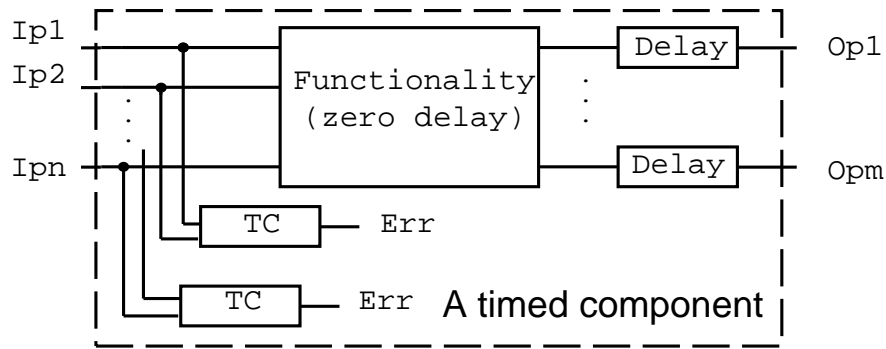 Ip1
Delay
Op1
Ip2
Functionality
(zero delay)
Ipn
Delay
Opm
TC
Err
TC
Err
A timed component